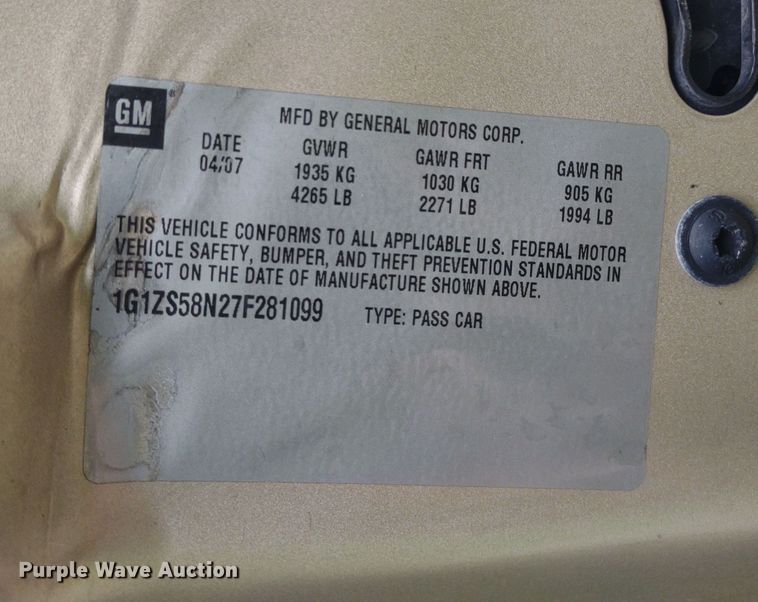 GM
MFD BY GENERAL MOTORS CORP.
DATE GVWR GAWR FRT GAWR RR
04/07 1935 KG 1030 KG 905 KG
4265 LB 2271 LB 1994 LB
THIS VEHICLE CONFORMS TO ALL APPLICABLE U.S. FEDERAL MOTOR
VEHICLE SAFETY, BUMPER, AND THEFT PREVENTION STANDARDS IN
EFFECT ON THE DATE OF MANUFACTURE SHOWN ABOVE.
1G1ZS58N27F281099 TYPE: PASS CAR
Purple Wave Auction